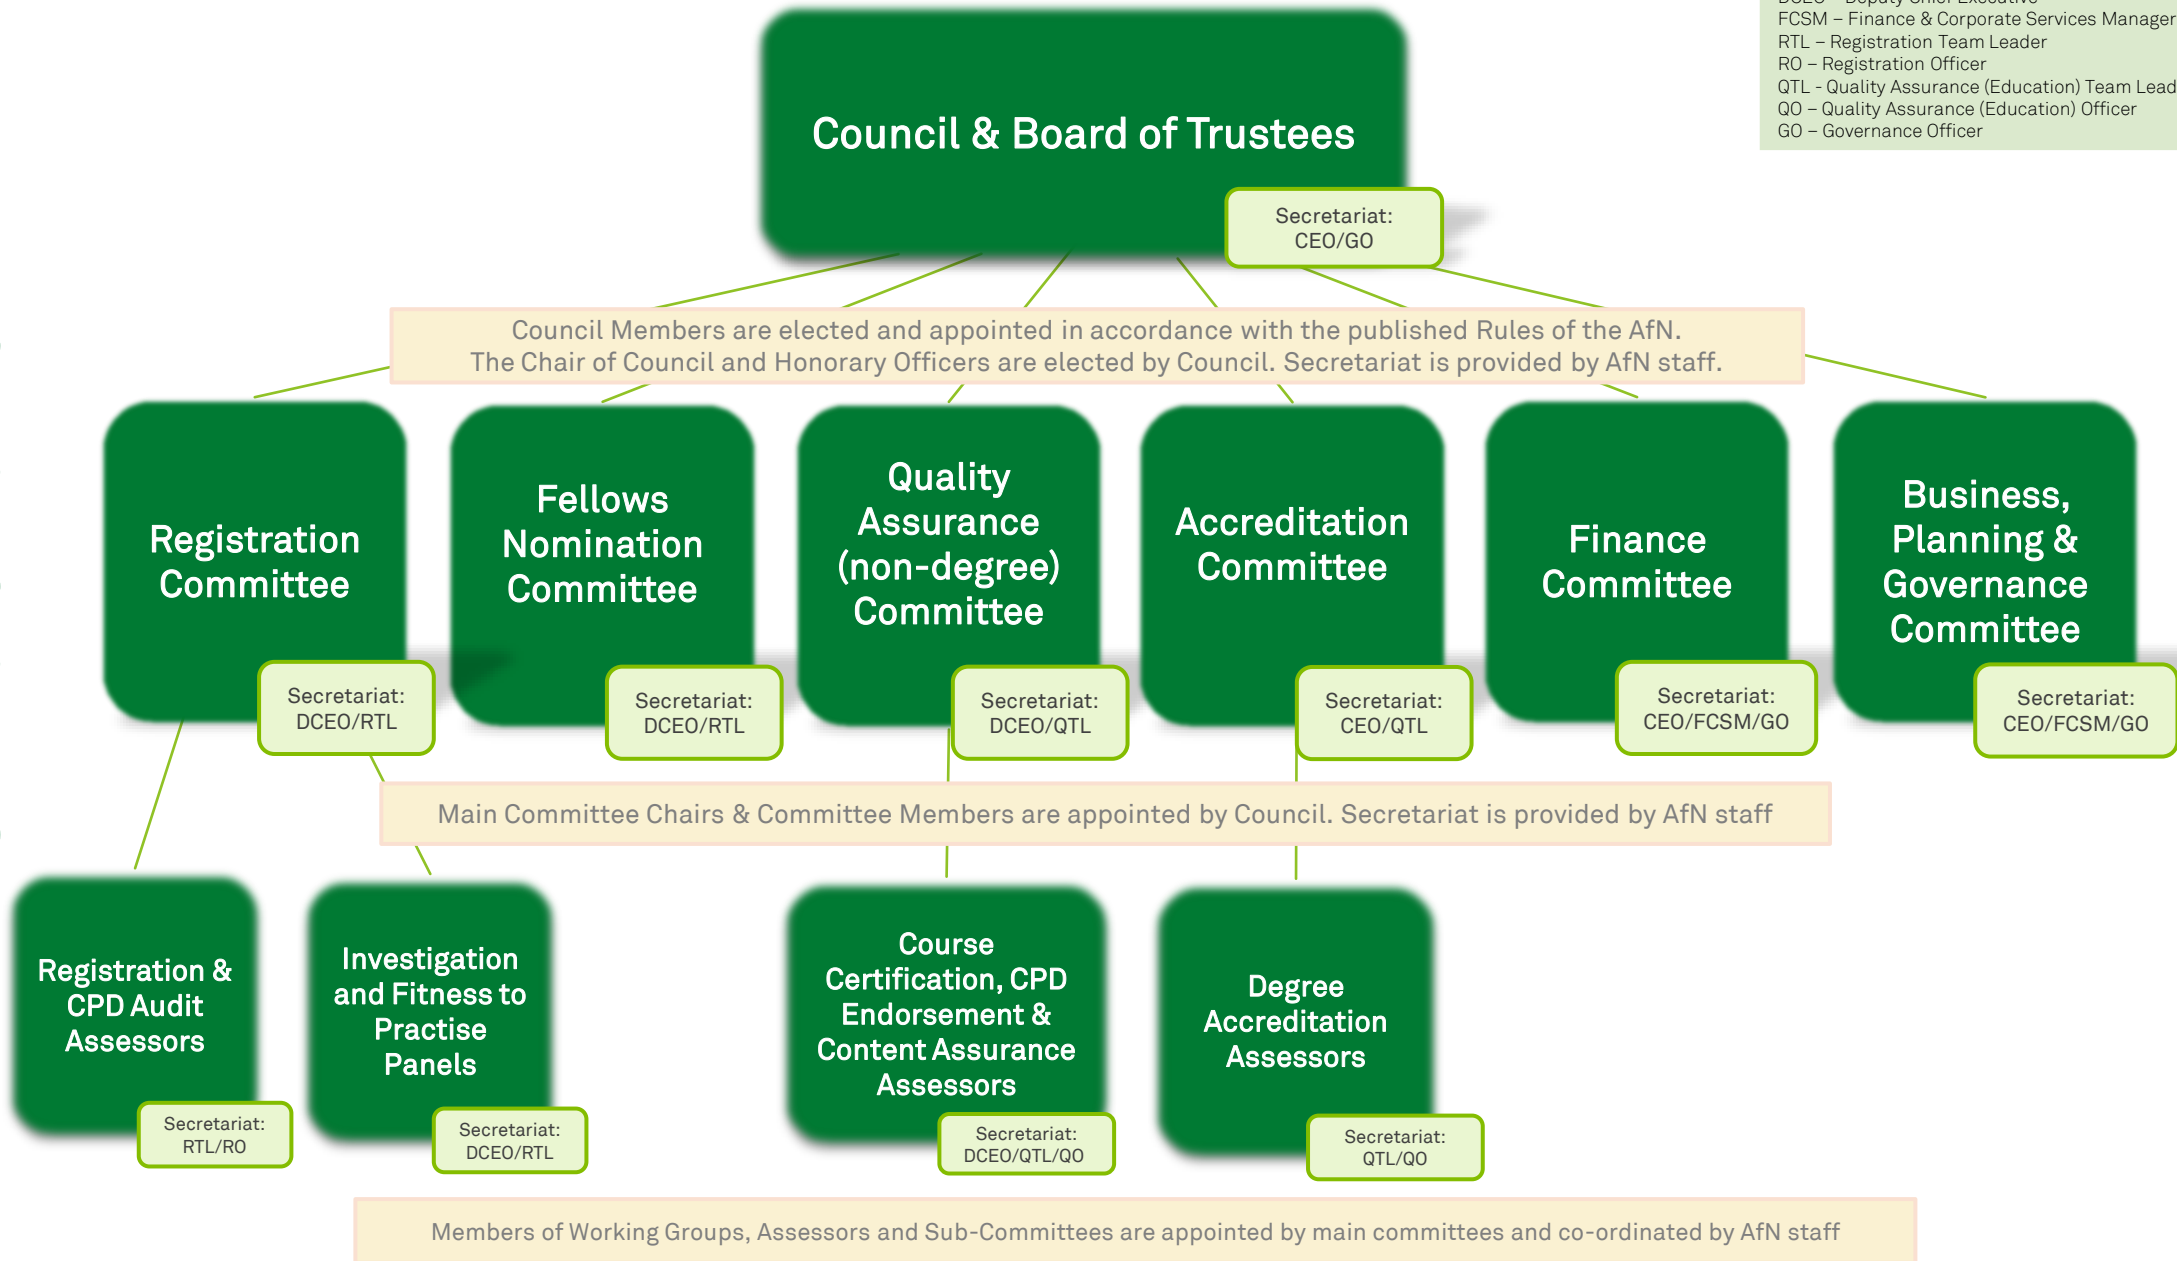 DCEO – Deputy Chief Executive
FCSM – Finance & Corporate Services Manager
RTL – Registration Team Leader
RO – Registration Officer
QTL - Quality Assurance (Education) Team Lead
QO – Quality Assurance (Education) Officer
GO – Governance Officer
Council & Board of Trustees
Secretariat:
CEO/GO
Council Members are elected and appointed in accordance with the published Rules of the AfN.
The Chair of Council and Honorary Officers are elected by Council. Secretariat is provided by AfN staff.
Registration
Committee
Secretariat:
DCEO/RTL
Fellows
Nomination
Committee
Secretariat:
DCEO/RTL
Quality
Assurance
(non-degree)
Committee
Secretariat:
DCEO/QTL
Accreditation
Committee
Secretariat:
CEO/QTL
Finance
Committee
Secretariat:
CEO/FCSM/GO
Business,
Planning &
Governance
Committee
Secretariat:
CEO/FCSM/GO
Main Committee Chairs & Committee Members are appointed by Council. Secretariat is provided by AfN staff
Registration &
CPD Audit
Assessors
Secretariat:
RTL/RO
Investigation
and Fitness to
Practise
Panels
Secretariat:
DCEO/RTL
Course
Certification, CPD
Endorsement &
Content Assurance
Assessors
Secretariat:
DCEO/QTL/QO
Degree
Accreditation
Assessors
Secretariat:
QTL/QO
Members of Working Groups, Assessors and Sub-Committees are appointed by main committees and co-ordinated by AfN staff